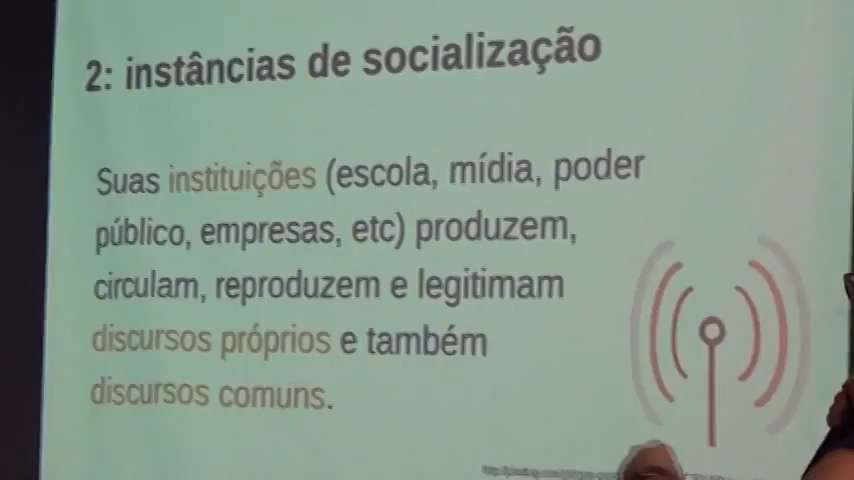 2: instâncias de socialização
Suas instituições (escola, mídia, poder
público, empresas, etc) produzem,
circulam, reproduzem e legitimam
discursos próprios e também
discursos comuns.